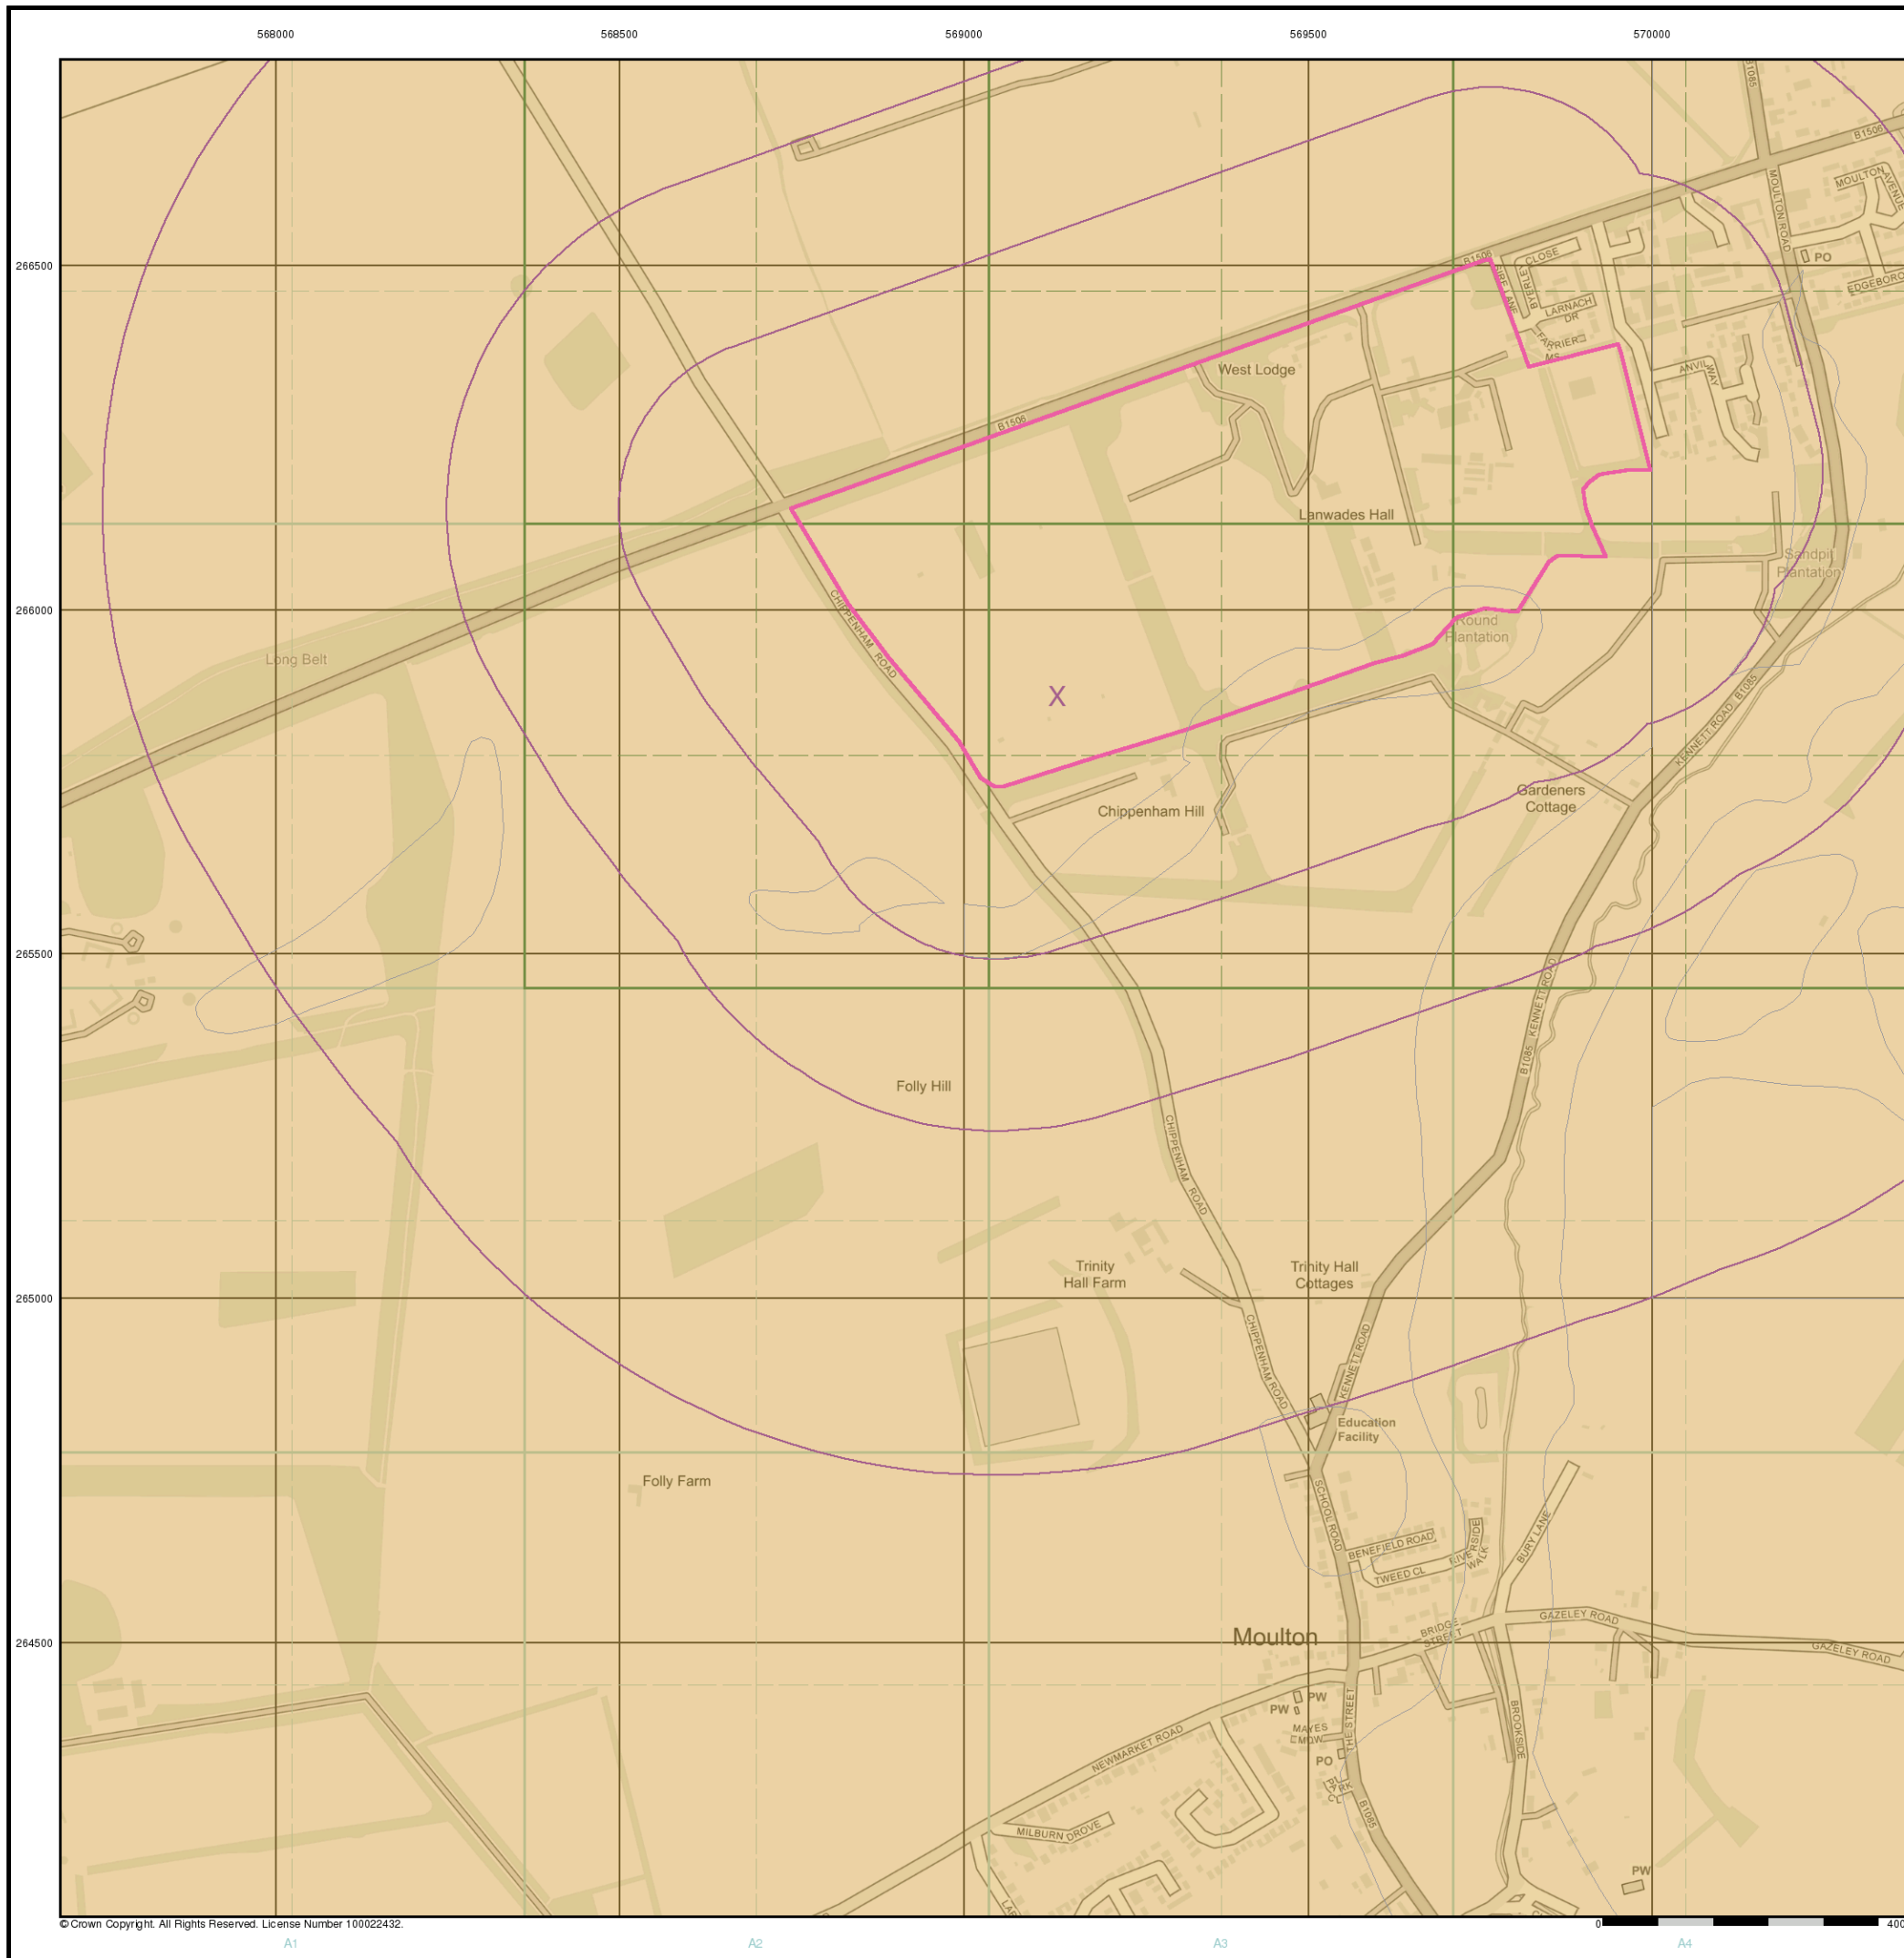 568000 568500 569000 569500 570000
B1085
B1506
MOULTON
AVENUE
MOULTON ROAD
PO
EDGEBORO
266500
B1506
CLOSE
BYERLEY
LARNACH
DR
FARRIER
MS
West Lodge
ANVIL
WAY
B1506
Lanwades Hall
Sandpit
Plantation
266000
CHIPPENHAM ROAD
Round
Plantation
Long Belt
X
KENNETT ROAD B1085
Gardeners
Cottage
Chippenham Hill
265500
B1085 KENNETT ROAD
Folly Hill
CHIPPENHAM ROAD
Trinity
Hall Farm
Trinity Hall
Cottages
265000
CHIPPENHAM ROAD
KENNETT ROAD
Education
Facility
Folly Farm
SCHOOL ROAD
BENEFIELD ROAD
RIVERSIDE
WALK
TWEED CL
BURY LANE
264500
Moulton
BRIDGE
STREET
GAZELEY ROAD
GAZELEY ROAD
PW
PW
THE STREET
MAYES
BROOKSIDE
NEWMARKET ROAD
PO
PARK
CL
B1085
MILBURN DROVE
PW
© Crown Copyright. All Rights Reserved. License Number 100022432.
0 400
A1 A2 A3 A4